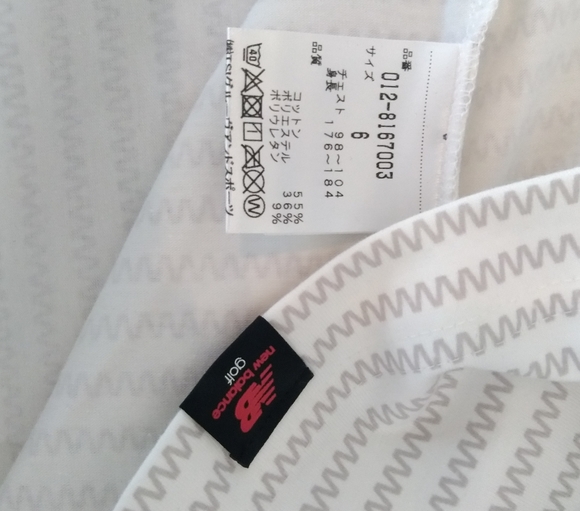 品番 012-8167003
サイズ 6
チェスト 98~104
身長 176~184
品質
コットン 55%
ポリエステル 36%
ポリウレタン 9%
40
W
new balance
golf